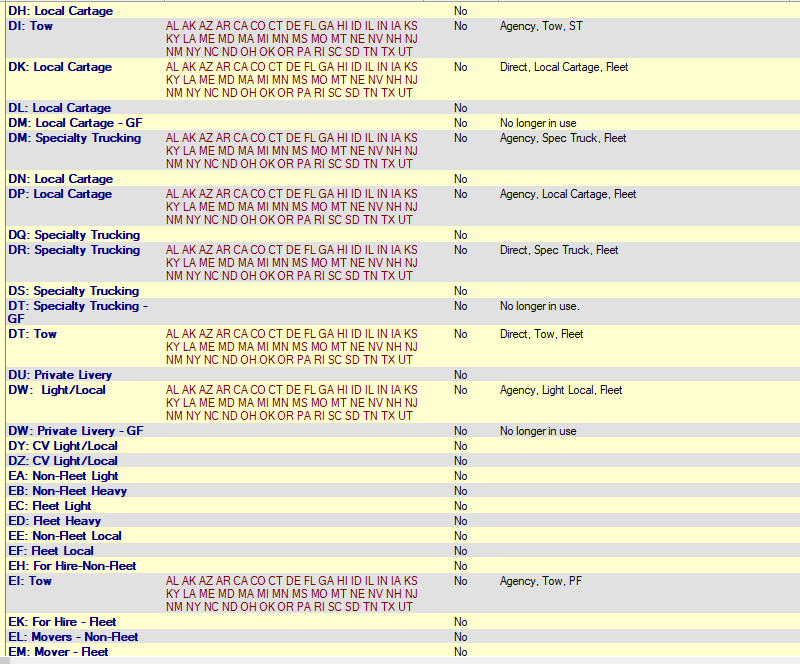 DH: Local Cartage No
DI: Tow AL AK AZ AR CA CO CT DE FL GA HI ID IL IN IA KS No Agency, Tow, ST
KY LA ME MD MA MI MN MS MO MT NE NV NH NJ
NM NY NC ND OH OK OR PA RI SC SD TN TX UT
DK: Local Cartage AL AK AZ AR CA CO CT DE FL GA HI ID IL IN IA KS No Direct, Local Cartage, Fleet
KY LA ME MD MA MI MN MS MO MT NE NV NH NJ
NM NY NC ND OH OK OR PA RI SC SD TN TX UT
DL: Local Cartage No
DM: Local Cartage - GF No No longer in use
DM: Specialty Trucking AL AK AZ AR CA CO CT DE FL GA HI ID IL IN IA KS No Agency, Spec Truck, Fleet
KY LA ME MD MA MI MN MS MO MT NE NV NH NJ
NM NY NC ND OH OK OR PA RI SC SD TN TX UT
DN: Local Cartage No
DP: Local Cartage AL AK AZ AR CA CO CT DE FL GA HI ID IL IN IA KS No Agency, Local Cartage, Fleet
KY LA ME MD MA MI MN MS MO MT NE NV NH NJ
NM NY NC ND OH OK OR PA RI SC SD TN TX UT
DQ: Specialty Trucking No
DR: Specialty Trucking AL AK AZ AR CA CO CT DE FL GA HI ID IL IN IA KS No Direct, Spec Truck, Fleet
KY LA ME MD MA MI MN MS MO MT NE NV NH NJ
NM NY NC ND OH OK OR PA RI SC SD TN TX UT
DS: Specialty Trucking No
DT: Specialty Trucking - No No longer in use.
GF
DT: Tow AL AK AZ AR CA CO CT DE FL GA HI ID IL IN IA KS No Direct, Tow, Fleet
KY LA ME MD MA MI MN MS MO MT NE NV NH NJ
NM NY NC ND OH OK OR PA RI SC SD TN TX UT
DU: Private Livery No
DW: Light/Local AL AK AZ AR CA CO CT DE FL GA HI ID IL IN IA KS No Agency, Light Local, Fleet
KY LA ME MD MA MI MN MS MO MT NE NV NH NJ
NM NY NC ND OH OK OR PA RI SC SD TN TX UT
DW: Private Livery - GF No No longer in use
DY: CV Light/Local No
DZ: CV Light/Local No
EA: Non-Fleet Light No
EB: Non-Fleet Heavy No
EC: Fleet Light No
ED: Fleet Heavy No
EE: Non-Fleet Local No
EF: Fleet Local No
EH: For Hire-Non-Fleet No
EI: Tow AL AK AZ AR CA CO CT DE FL GA HI ID IL IN IA KS No Agency, Tow, PF
KY LA ME MD MA MI MN MS MO MT NE NV NH NJ
NM NY NC ND OH OK OR PA RI SC SD TN TX UT
EK: For Hire - Fleet No
EL: Movers - Non-Fleet No
EM: Mover - Fleet No